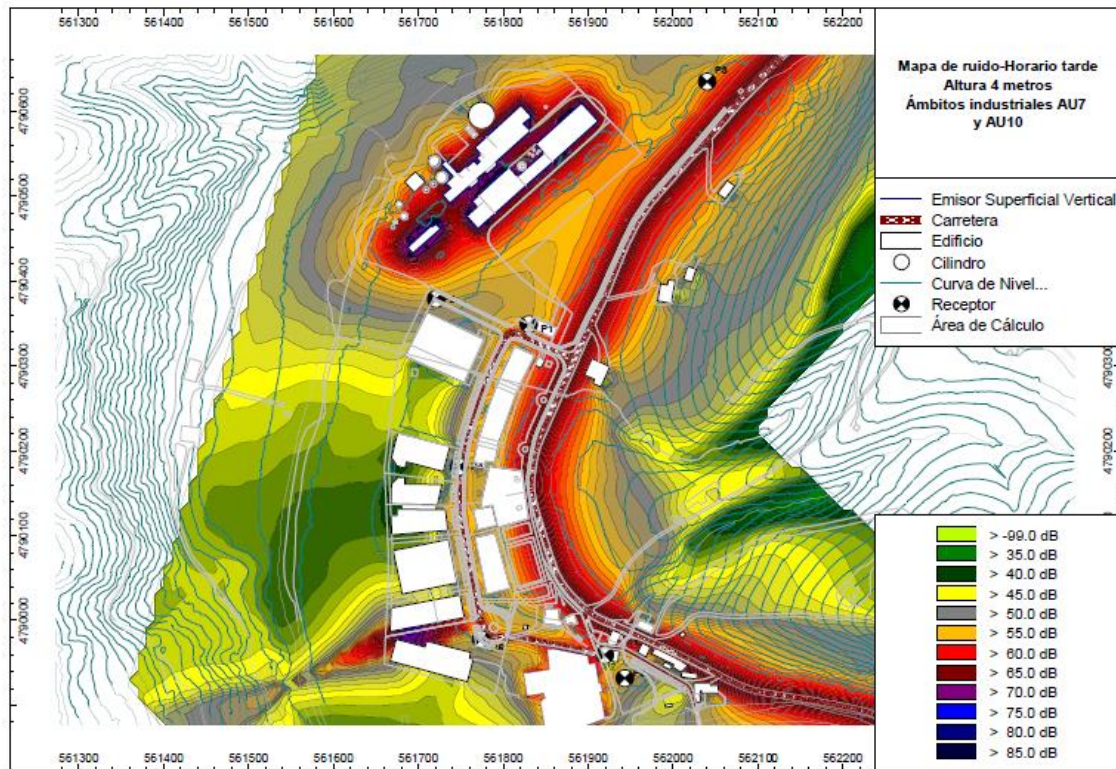 561300 561400 561500 561600 561700 561800 561900 562000 562100 562200
Mapa de ruido-Horario tarde
Altura 4 metros
Ámbitos industriales AU7
y AU10
Emisor Superficial Vertical
Carretera
Edificio
Cilindro
Curva de Nivel...
Receptor
Área de Cálculo
4790600
4790500
4790400
4790300
4790200
4790100
4790000
P1
4790300
4790200
> -99.0 dB
> 35.0 dB
> 40.0 dB
> 45.0 dB
> 50.0 dB
> 55.0 dB
> 60.0 dB
> 65.0 dB
> 70.0 dB
> 75.0 dB
> 80.0 dB
> 85.0 dB
561300 561400 561500 561600 561700 561800 561900 562000 562100 562200